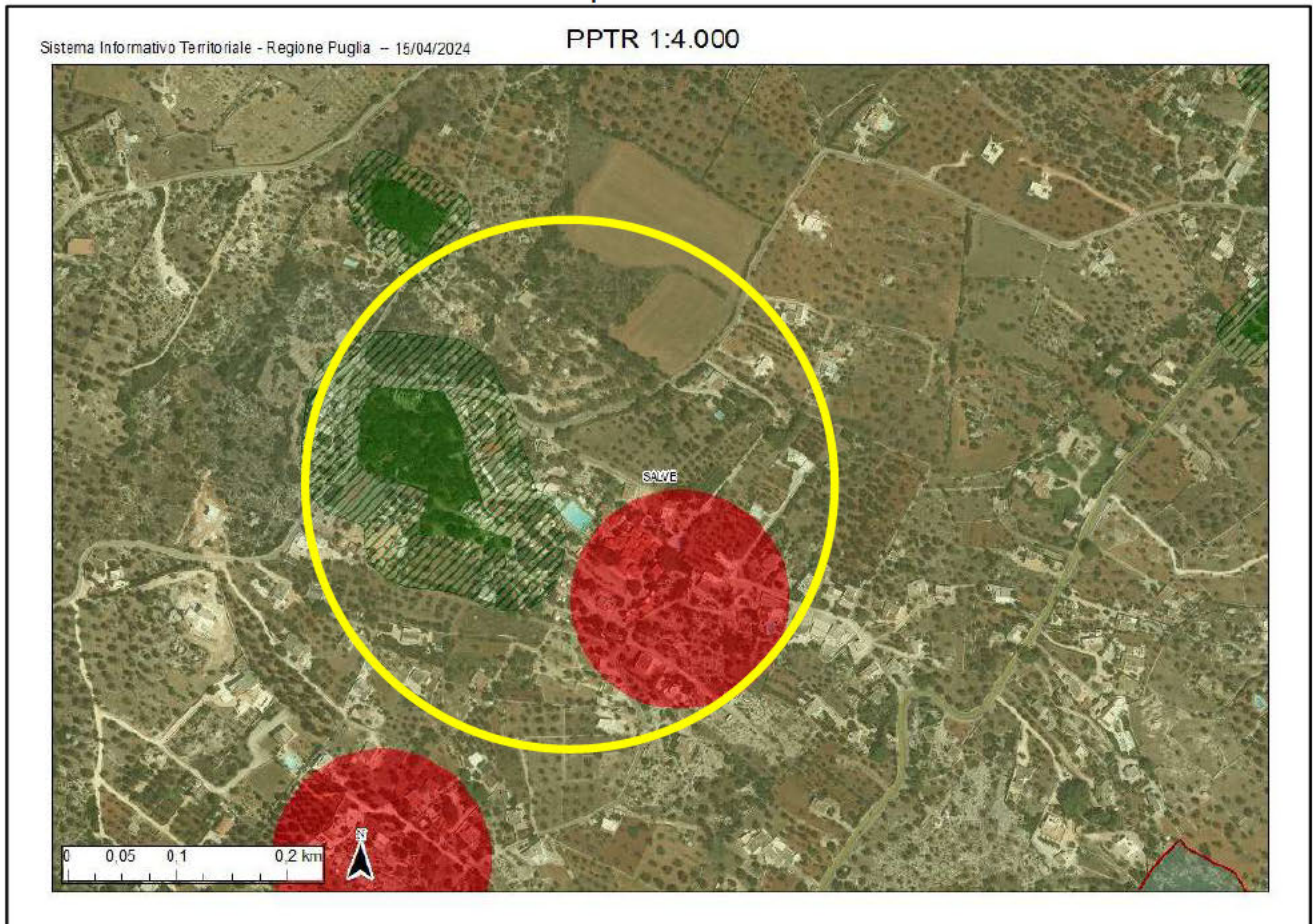 Sistema Informativo Territoriale - Regione Puglia -- 15/04/2024
PPTR 1:4.000
SALVE
N
0 0,05 0,1 0,2 km